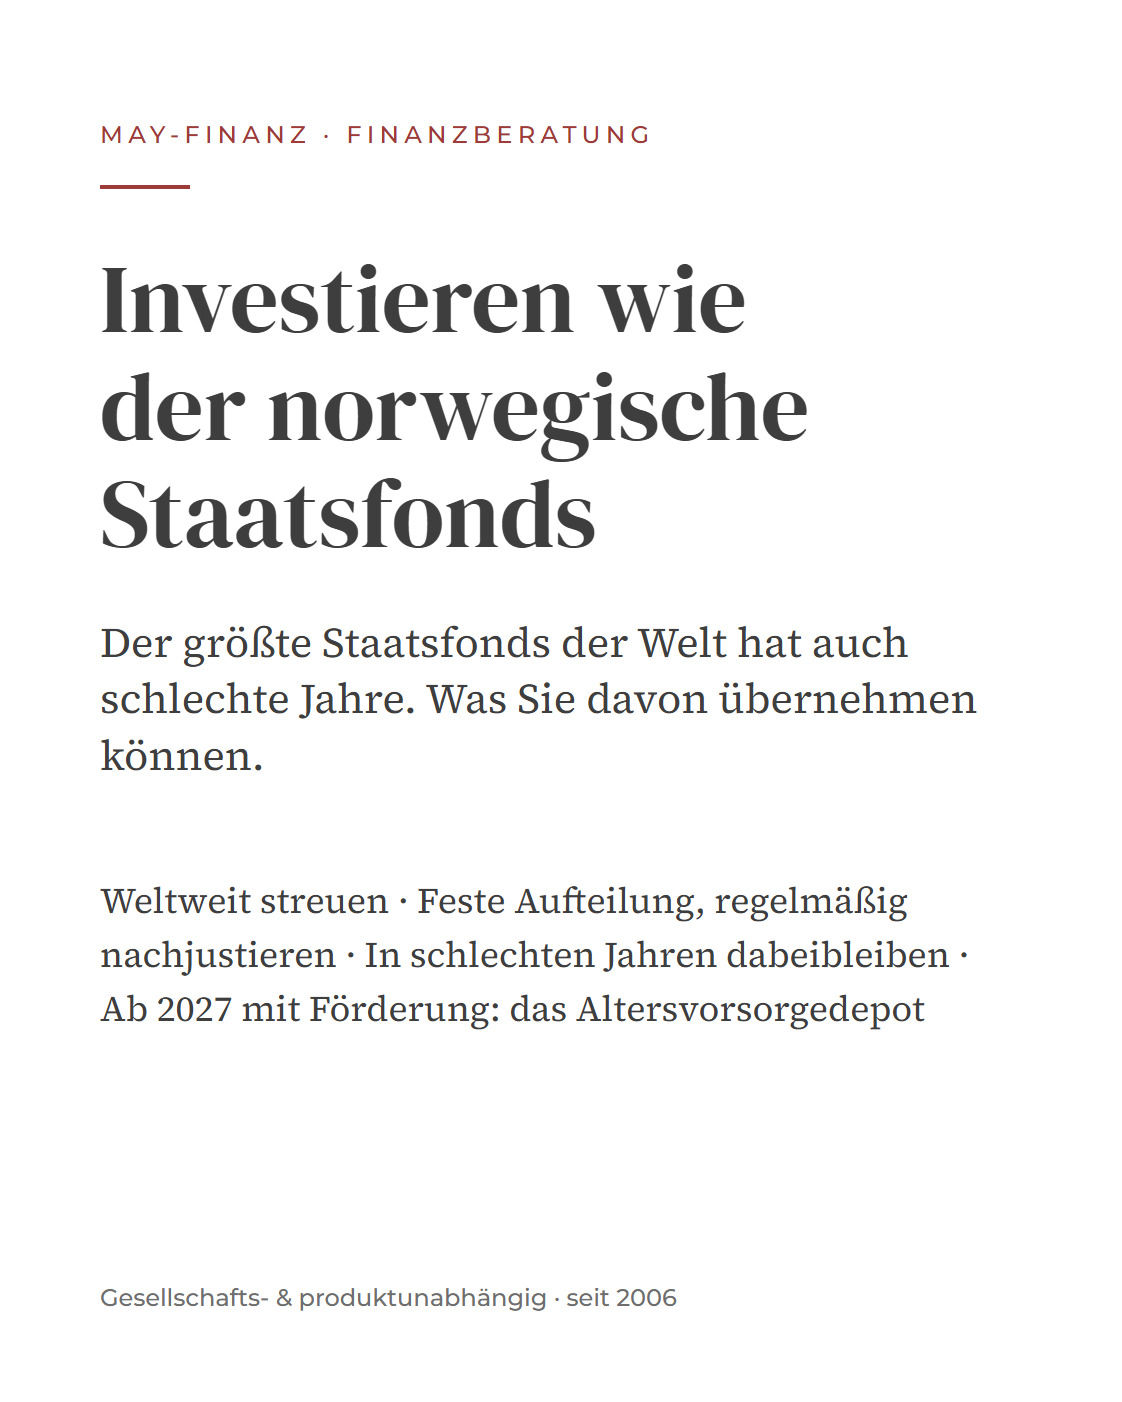 MAY-FINANZ · FINANZBERATUNG
Investieren wie
der norwegische
Staatsfonds
Der größte Staatsfonds der Welt hat auch
schlechte Jahre. Was Sie davon übernehmen
können.
Weltweit streuen · Feste Aufteilung, regelmäßig
nachjustieren · In schlechten Jahren dabeibleiben ·
Ab 2027 mit Förderung: das Altersvorsorgedepot
Gesellschafts- & produktunabhängig · seit 2006